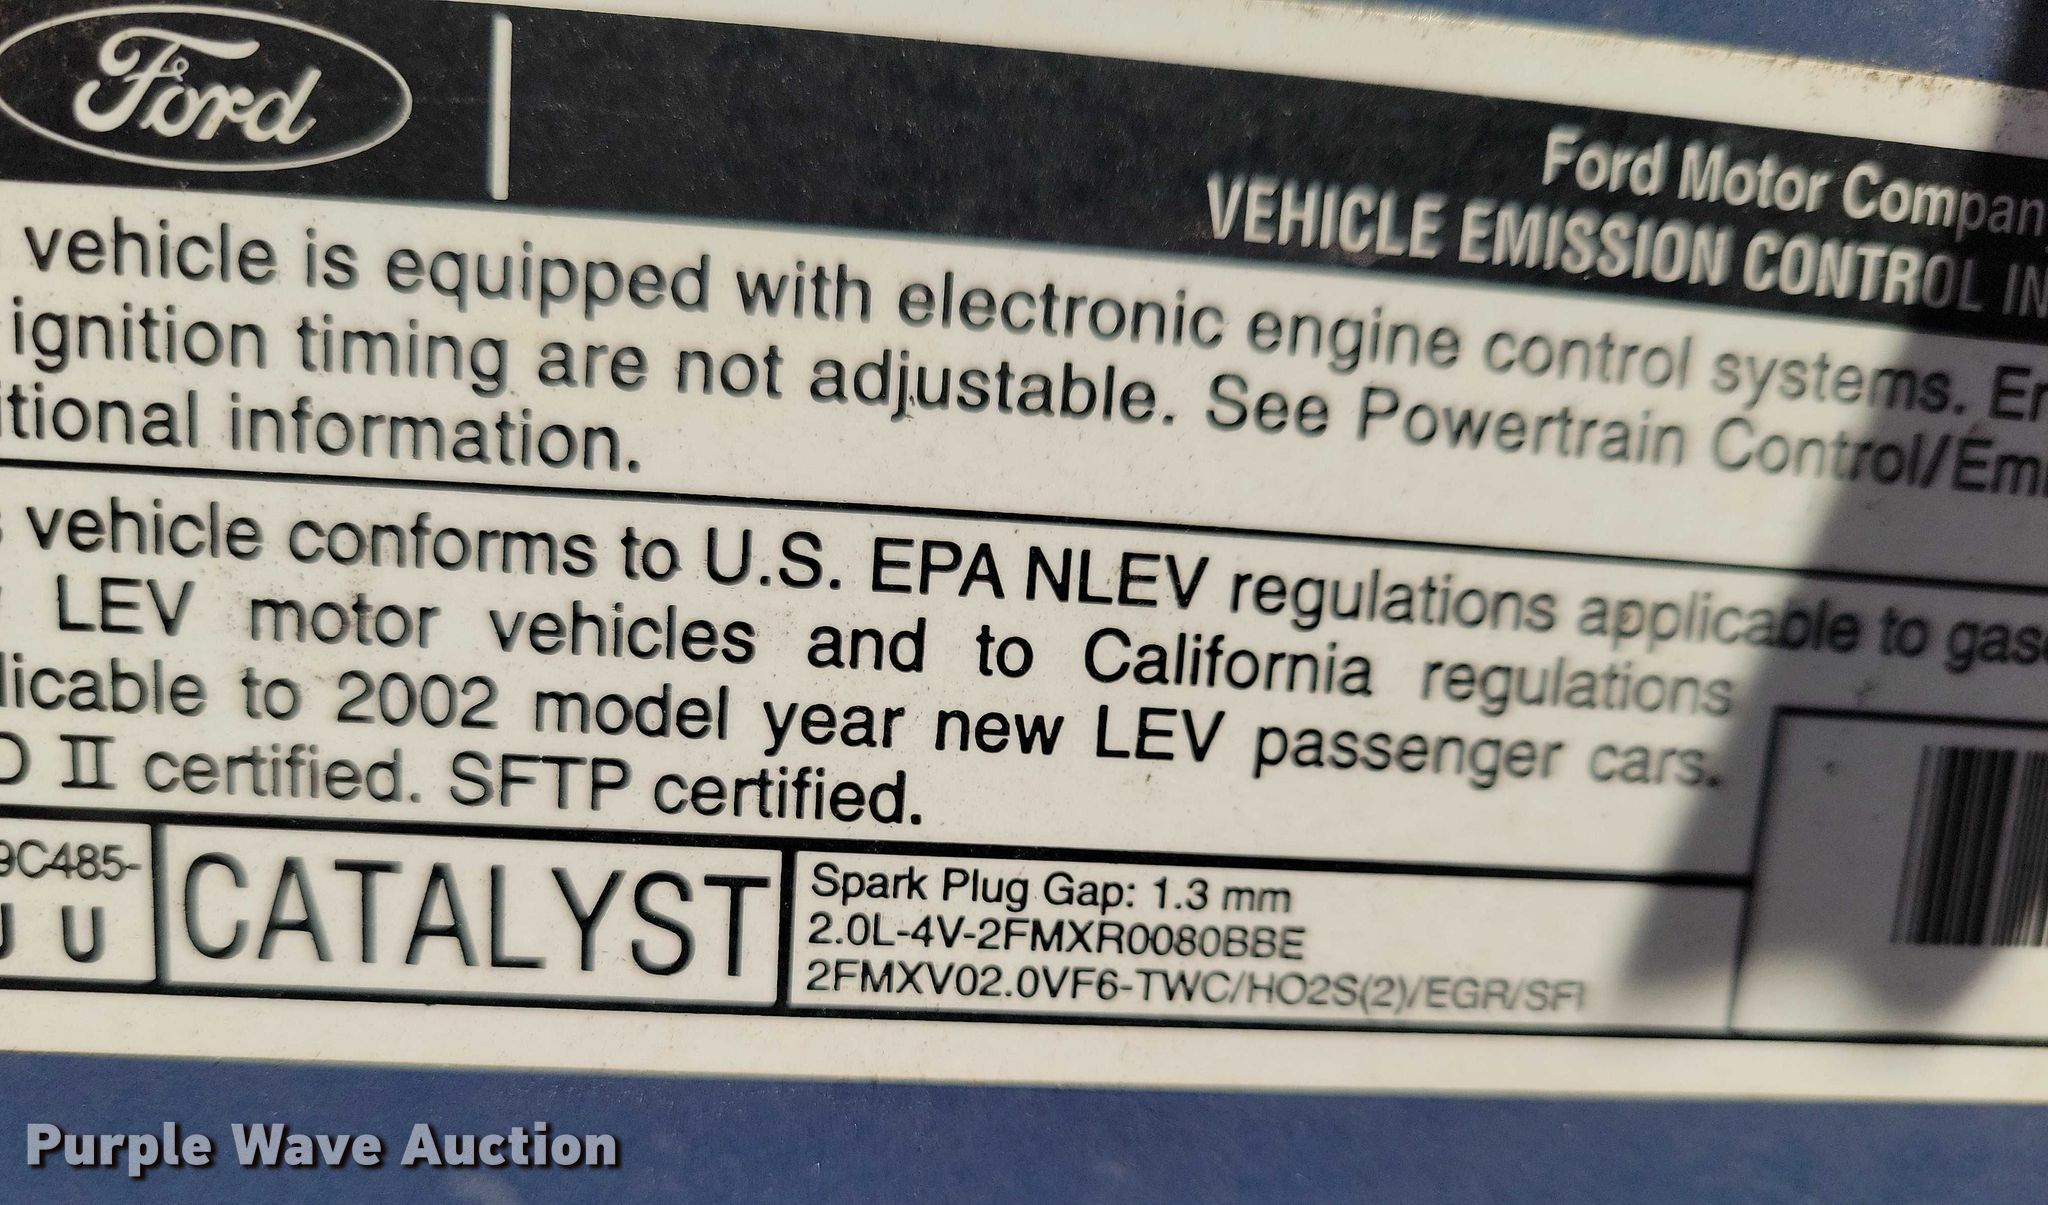 Ford
Ford Motor Company
VEHICLE EMISSION CONTROL IN
vehicle is equipped with electronic engine control systems. En
ignition timing are not adjustable. See Powertrain Control/Emi
itional information.
vehicle conforms to U.S. EPA NLEV regulations applicable to gaso
LEV motor vehicles and to California regulations
licable to 2002 model year new LEV passenger cars.
D II certified. SFTP certified.
9C485-
U U
CATALYST
Spark Plug Gap: 1.3 mm
2.0L-4V-2FMXR0080BBE
2FMXV02.0VF6-TWC/HO2S(2)/EGR/SFI
Purple Wave Auction